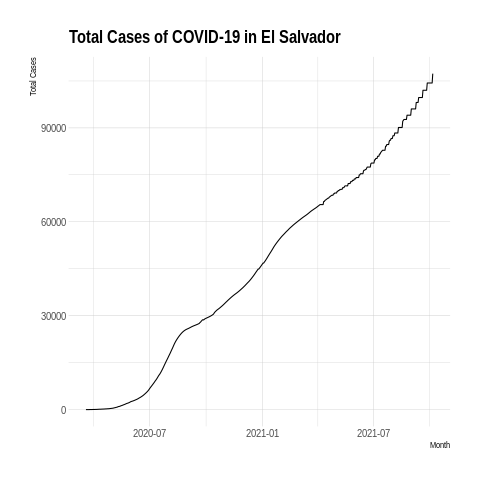 Total Cases of COVID-19 in El Salvador
Total Cases
90000
60000
30000
0
2020-07
2021-01
2021-07
Month